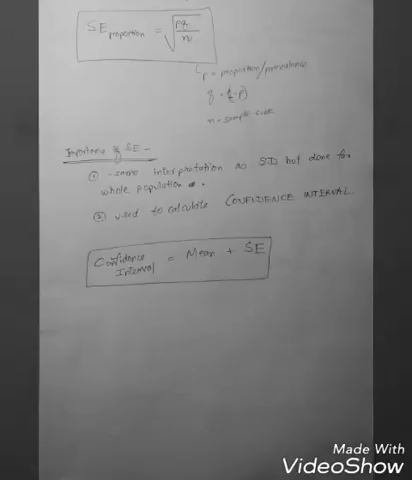 SE proportion = √pq/n
p = proportion/prevalence
q = (1-p)
n = sample size
Importance of SE -
① -same interpretation as SD but done for
whole population
② used to calculate CONFIDENCE INTERVAL.
Confidence Interval = Mean + SE
Made With
VideoShow